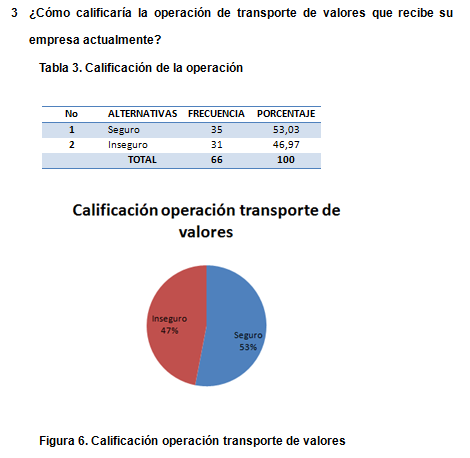 3 ¿Cómo calificaría la operación de transporte de valores que recibe su
empresa actualmente?
Tabla 3. Calificación de la operación
No ALTERNATIVAS FRECUENCIA PORCENTAJE
1 Seguro 35 53,03
2 Inseguro 31 46,97
TOTAL 66 100
Calificación operación transporte de
valores
Inseguro
47%
Seguro
53%
Figura 6. Calificación operación transporte de valores